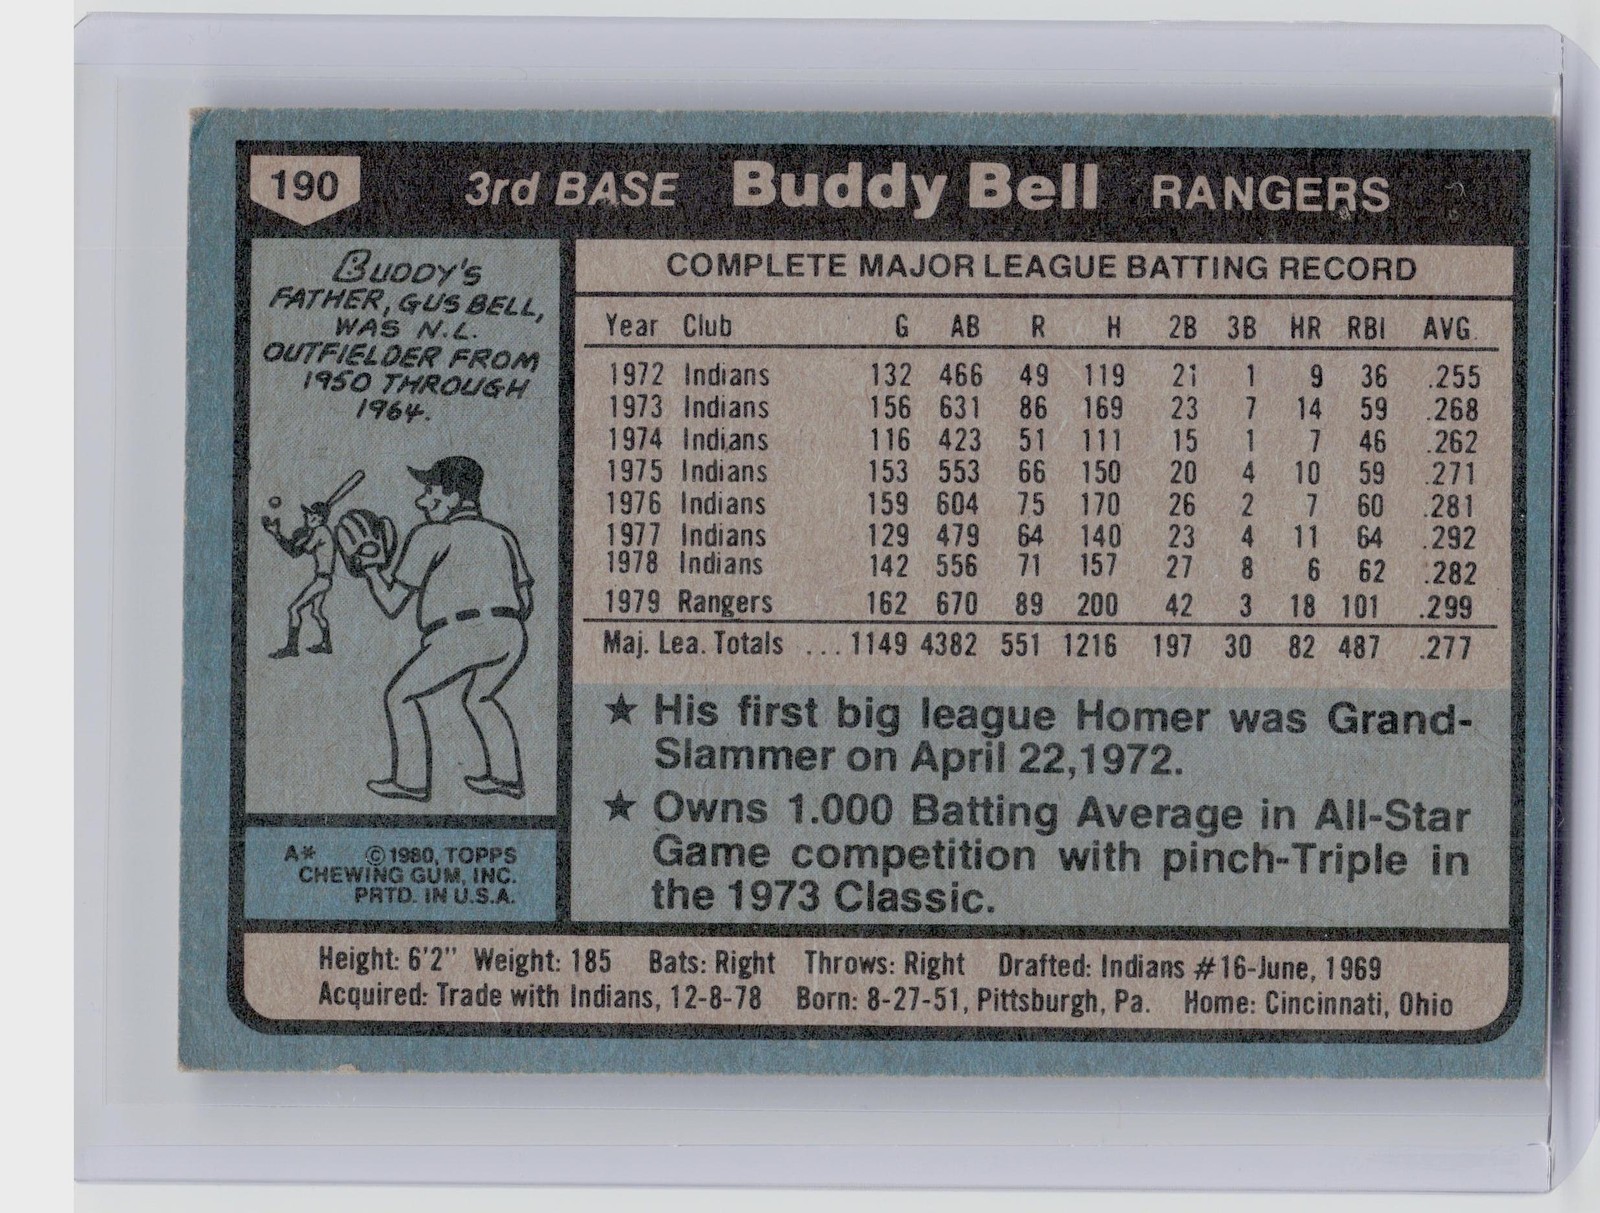 190 3rd BASE Buddy Bell RANGERS
BUDDY'S
FATHER, GUS BELL,
WAS N.L.
OUTFIELDER FROM
1950 THROUGH
1964.
A* © 1980, TOPPS
CHEWING GUM, INC.
PRTD. IN U.S.A.
COMPLETE MAJOR LEAGUE BATTING RECORD
Year Club G AB R H 2B 3B HR RBI AVG.
1972 Indians 132 466 49 119 21 1 9 36 .255
1973 Indians 156 631 86 169 23 7 14 59 .268
1974 Indians 116 423 51 111 15 1 7 46 .262
1975 Indians 153 553 66 150 20 4 10 59 .271
1976 Indians 159 604 75 170 26 2 7 60 .281
1977 Indians 129 479 64 140 23 4 11 64 .292
1978 Indians 142 556 71 157 27 8 6 62 .282
1979 Rangers 162 670 89 200 42 3 18 101 .299
Maj. Lea. Totals ... 1149 4382 551 1216 197 30 82 487 .277
★ His first big league Homer was Grand-
Slammer on April 22,1972.
★ Owns 1.000 Batting Average in All-Star
Game competition with pinch-Triple in
the 1973 Classic.
Height: 6'2" Weight: 185 Bats: Right Throws: Right Drafted: Indians #16-June, 1969
Acquired: Trade with Indians, 12-8-78 Born: 8-27-51, Pittsburgh, Pa. Home: Cincinnati, Ohio